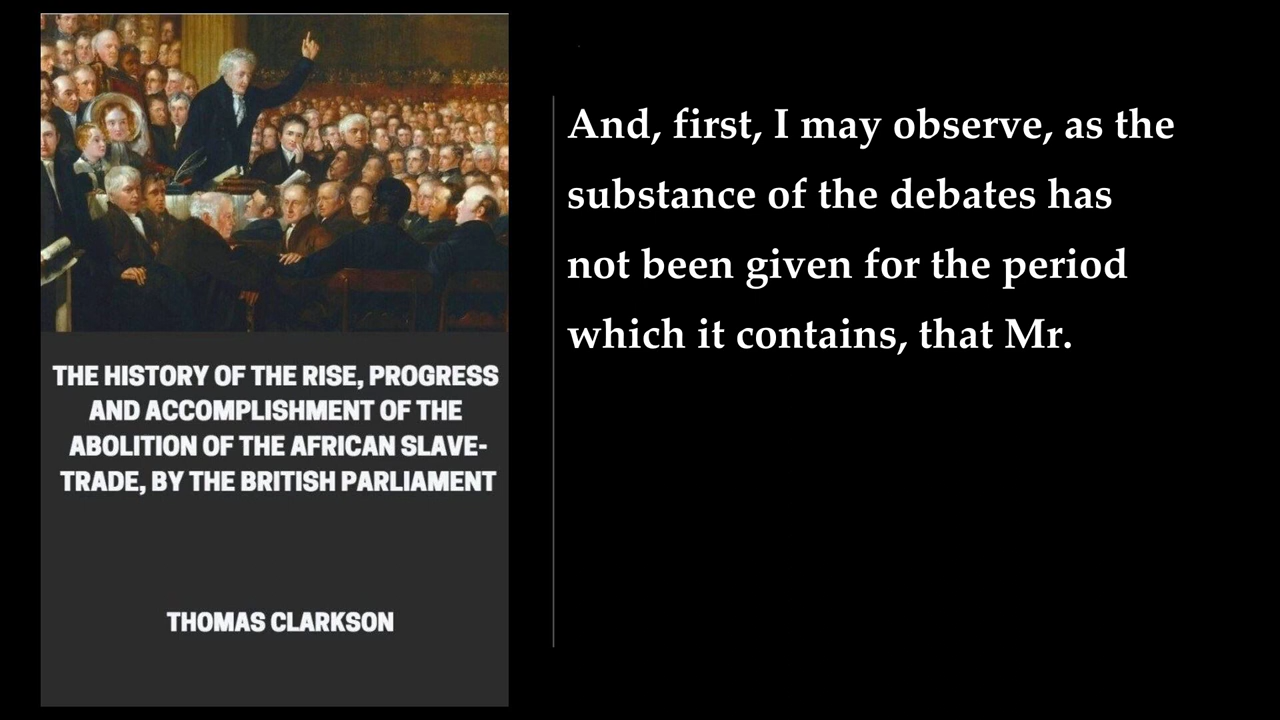 THE HISTORY OF THE RISE, PROGRESS
AND ACCOMPLISHMENT OF THE
ABOLITION OF THE AFRICAN SLAVE-
TRADE, BY THE BRITISH PARLIAMENT
THOMAS CLARKSON
And, first, I may observe, as the
substance of the debates has
not been given for the period
which it contains, that Mr.